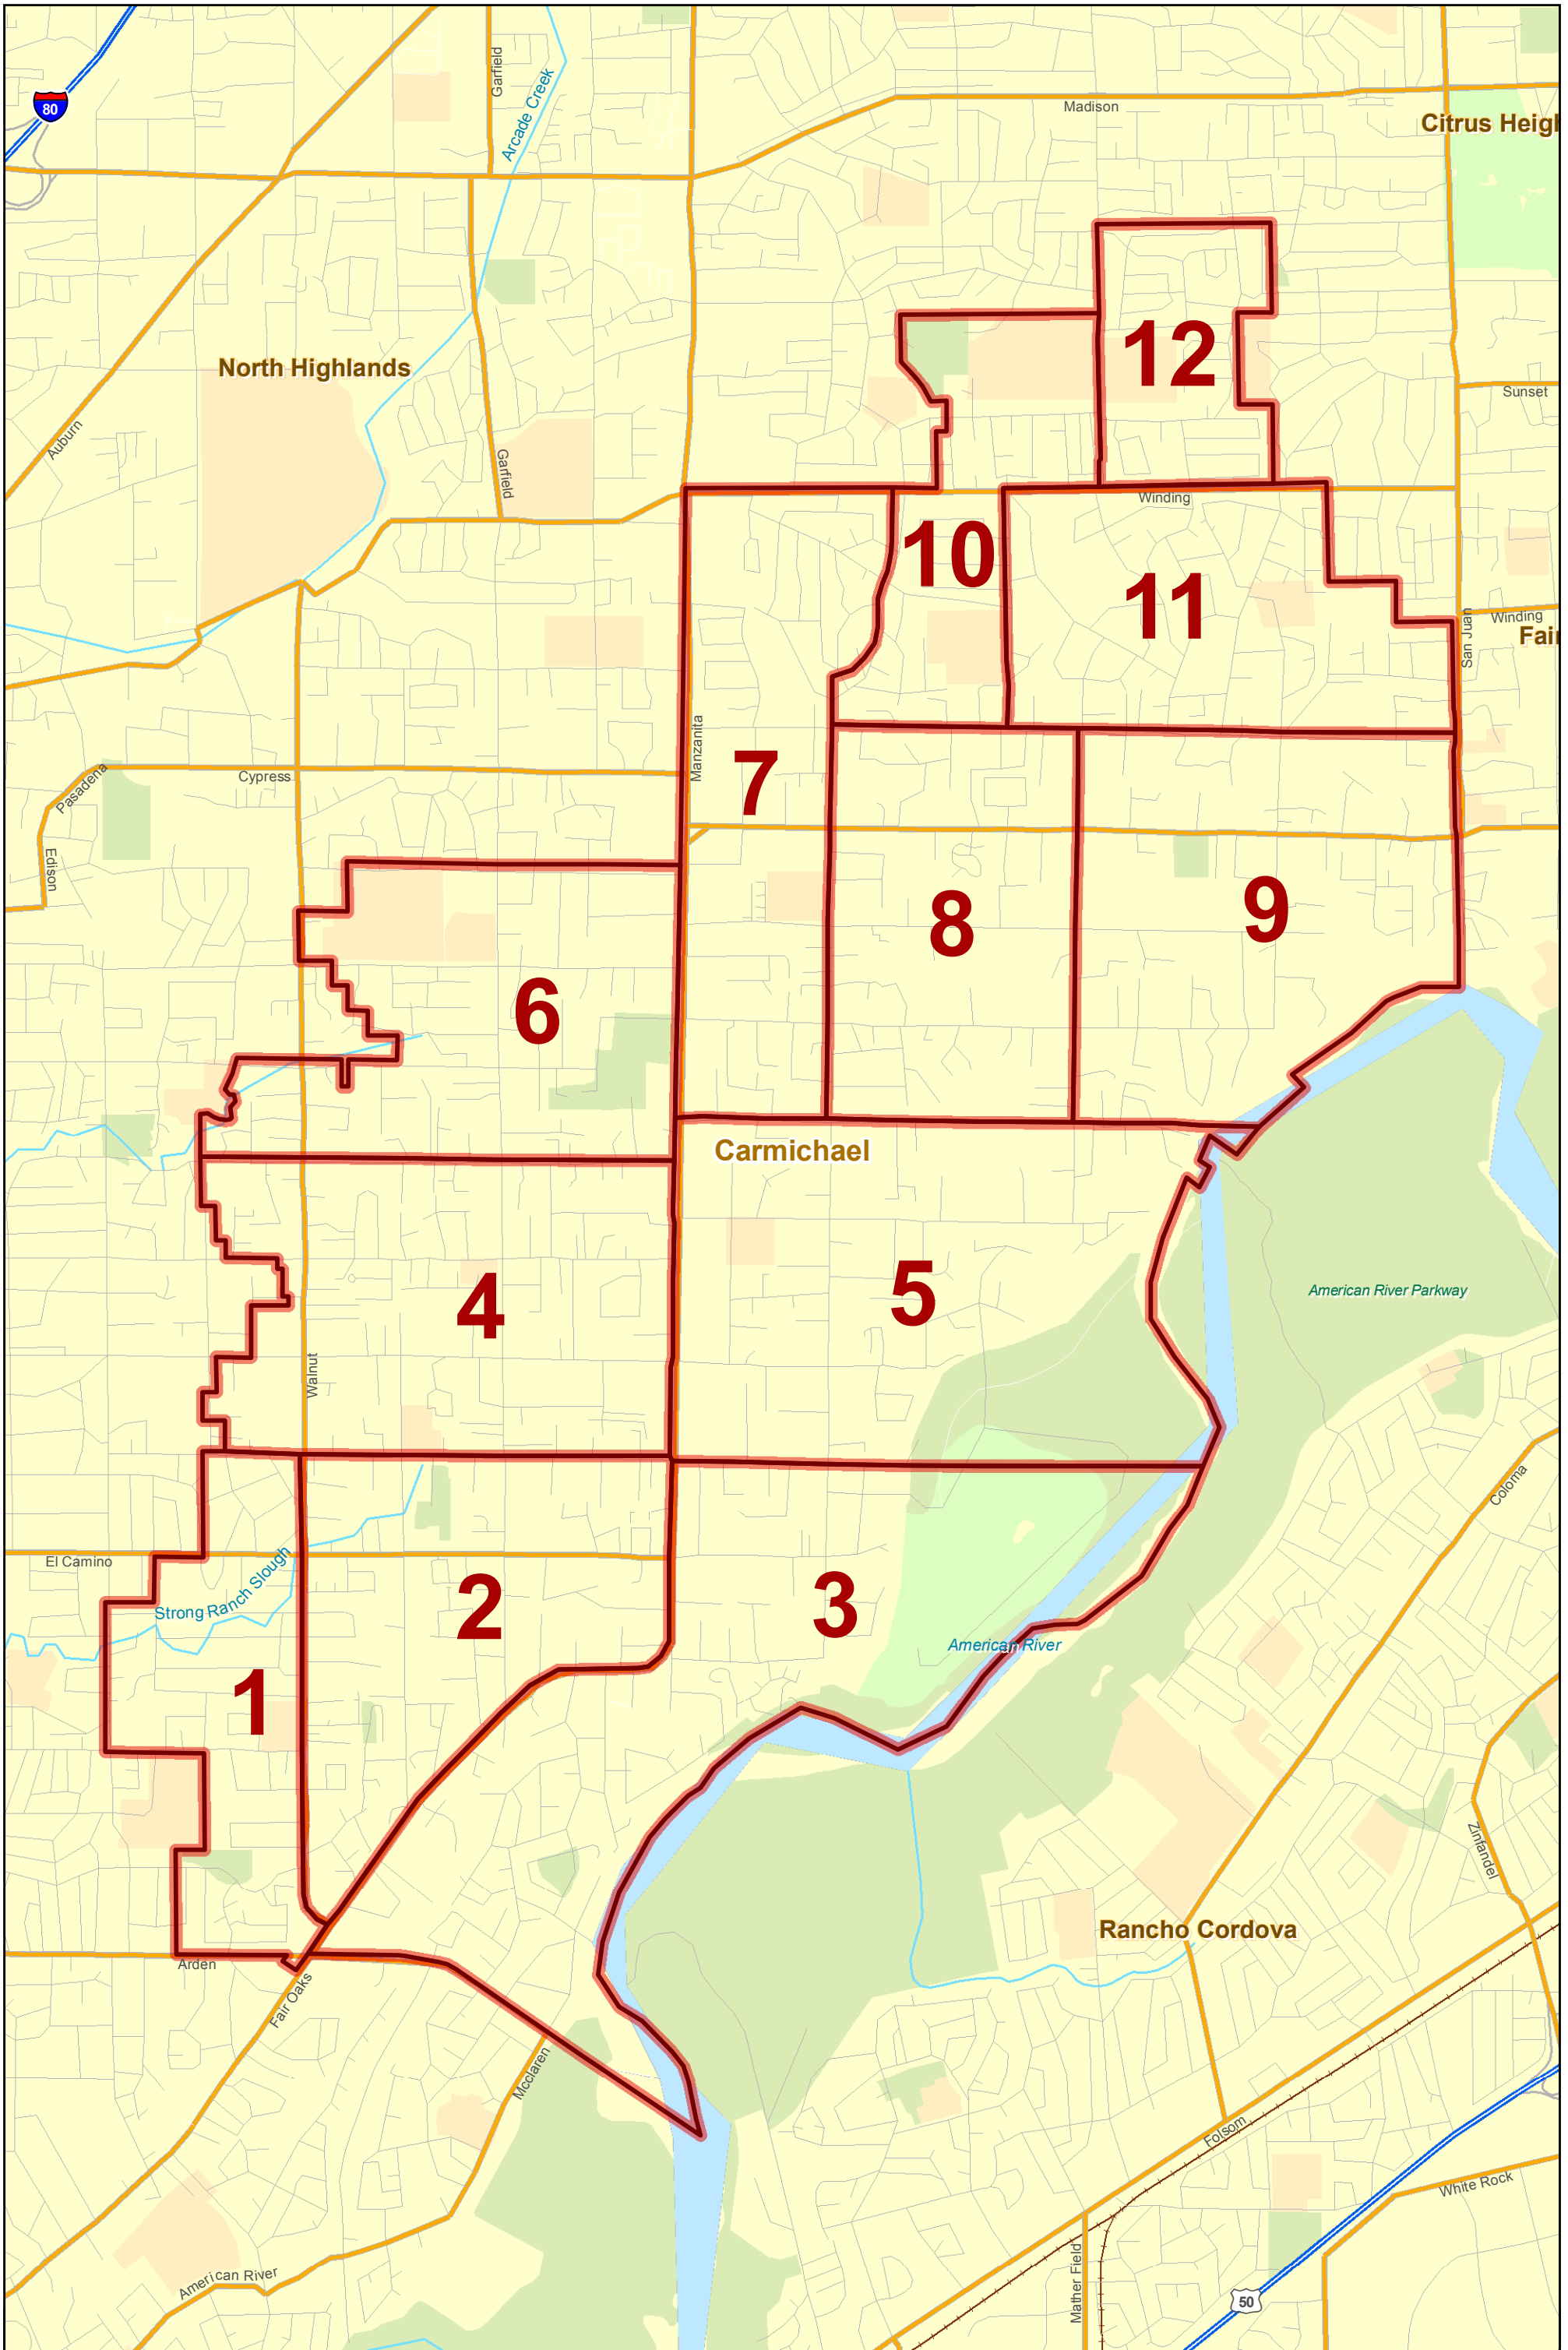 Garfield
Arcade Creek
80
Madison
Citrus Heigh
North Highlands
12
Sunset
Auburn
Garfield
Winding
10
11
Winding
San Juan
Fai
Manzanita
7
Cypress
Pasadena
Edison
8
9
6
Carmichael
4
5
American River Parkway
Walnut
Coloma
El Camino
Strong Ranch Slough
2
3
American River
1
Zinfandel
Rancho Cordova
Arden
Fair Oaks
Mcclaren
Folsom
White Rock
American River
Mather Field
50